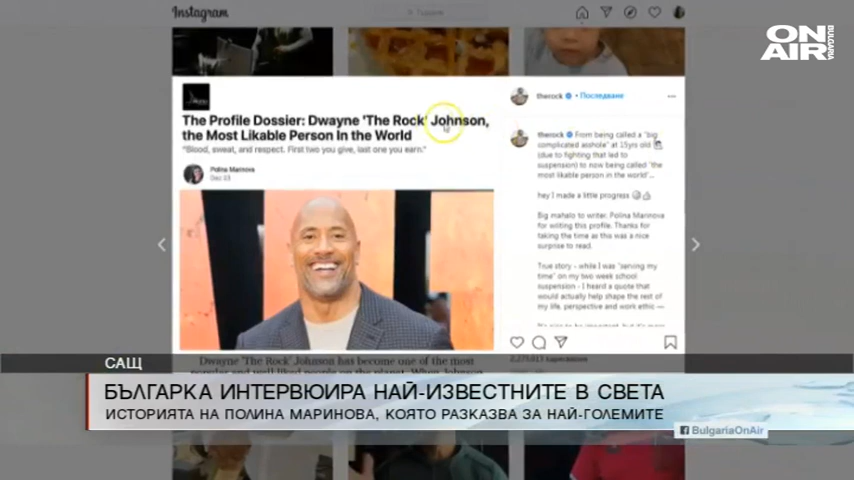 Instagram
Търсене
ON AIR
BULGARIA
The Profile Dossier: Dwayne 'The Rock' Johnson,
the Most Likable Person In the World
"Blood, sweat, and respect. First two you give, last one you earn."
Polina Marinova
Dec 23
therock • Последване
therock From being called a "big
complicated asshole" at 15yrs old
(due to fighting that led to
suspension) to now being called "the
most likable person in the world"...
hey I made a little progress
Big mahalo to writer, Polina Marinova
for writing this profile. Thanks for
taking the time as this was a nice
surprise to read.
True story - while I was "serving my
time" on my two week school
suspension - I heard a quote that
would actually help shape the rest of
my life, perspective and work ethic —
Dwayne 'The Rock' Johnson has become one of the most
САЩ
БЪЛГАРКА ИНТЕРВЮИРА НАЙ-ИЗВЕСТНИТЕ В СВЕТА
ИСТОРИЯТА НА ПОЛИНА МАРИНОВА, КОЯТО РАЗКАЗВА ЗА НАЙ-ГОЛЕМИТЕ
BulgariaOnAir